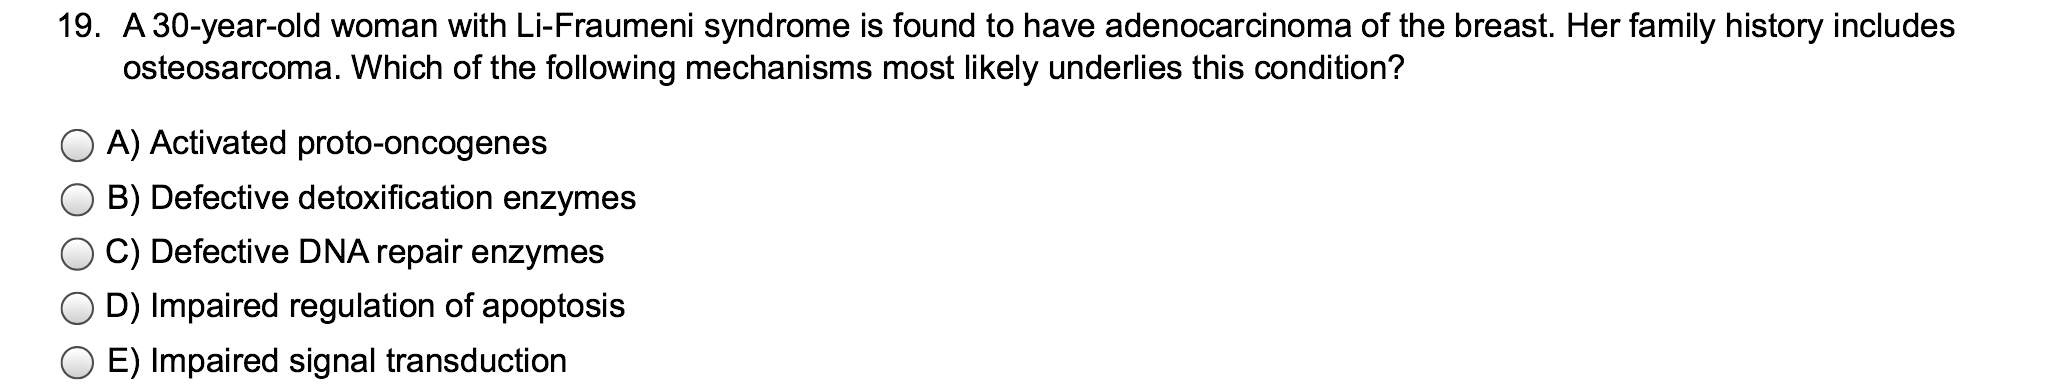 19. A 30-year-old woman with Li-Fraumeni syndrome is found to have adenocarcinoma of the breast. Her family history includes
osteosarcoma. Which of the following mechanisms most likely underlies this condition?
A) Activated proto-oncogenes
B) Defective detoxification enzymes
C) Defective DNA repair enzymes
D) Impaired regulation of apoptosis
E) Impaired signal transduction